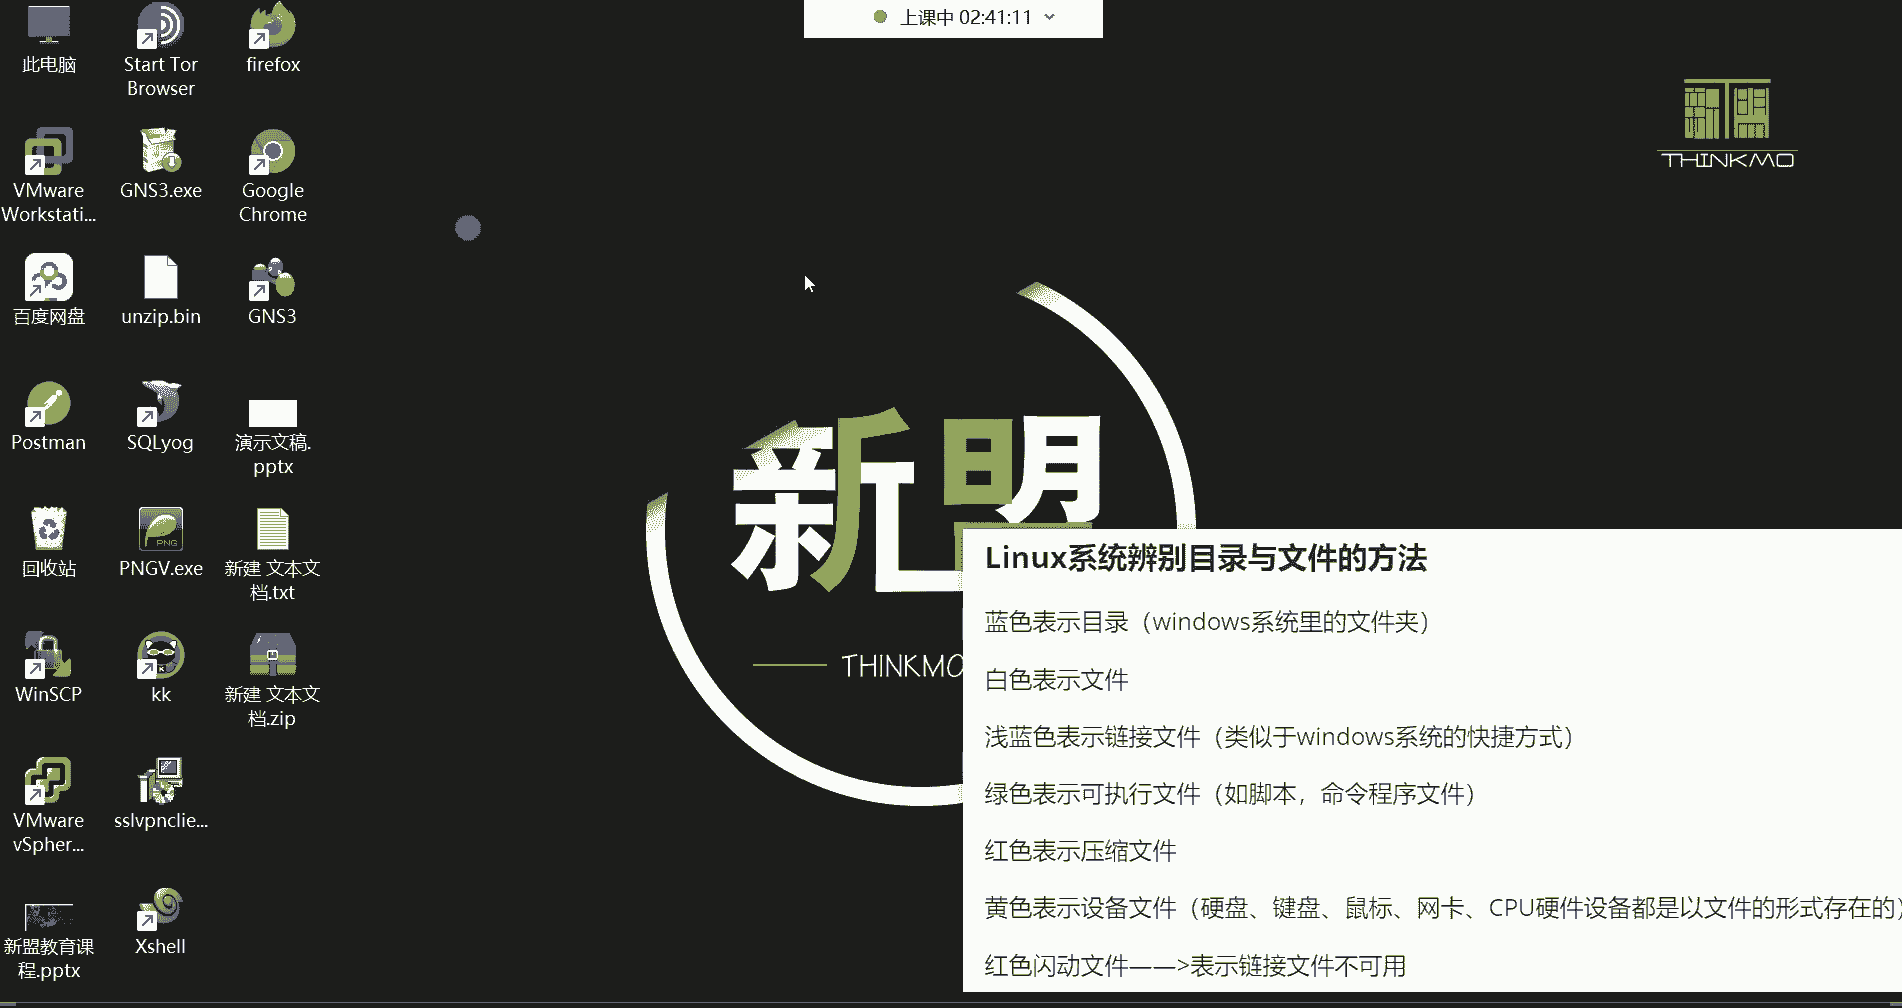 上课中 02:41:11
此电脑
Start Tor
Browser
firefox
THINKMO
VMware
Workstati...
GNS3.exe
Google
Chrome
百度网盘
unzip.bin
GNS3
Postman
SQLyog
演示文稿.
pptx
新盟
回收站
PNG
PNGV.exe
新建 文本文
档.txt
THINKMO
WinSCP
kk
新建 文本文
档.zip
VMware
vSpher...
sslvpnclie...
新盟教育课
程.pptx
Xshell
Linux系统辨别目录与文件的方法
蓝色表示目录（windows系统里的文件夹）
白色表示文件
浅蓝色表示链接文件（类似于windows系统的快捷方式）
绿色表示可执行文件（如脚本，命令程序文件）
红色表示压缩文件
黄色表示设备文件（硬盘、键盘、鼠标、网卡、CPU硬件设备都是以文件的形式存在的）
红色闪动文件——>表示链接文件不可用